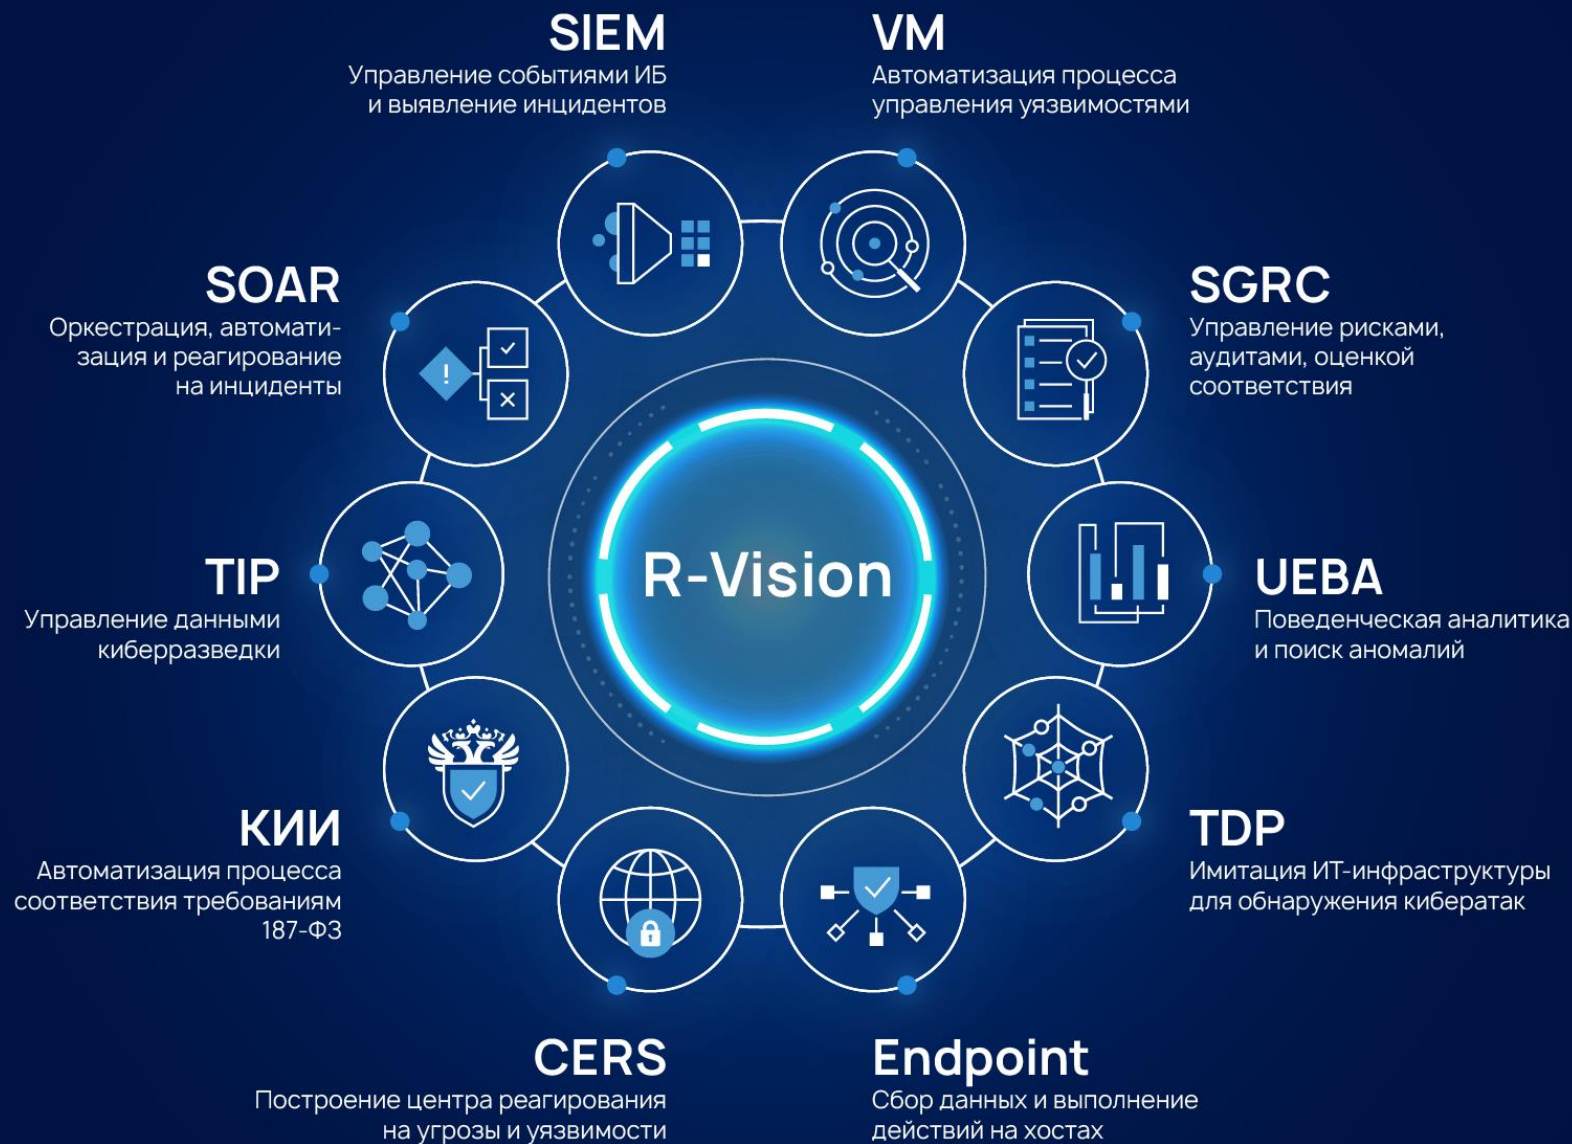 SIEM
Управление событиями ИБ
и выявление инцидентов
VM
Автоматизация процесса
управления уязвимостями
SOAR
Оркестрация, автомати-
зация и реагирование
на инциденты
SGRC
Управление рисками,
аудитами, оценкой
соответствия
R-Vision
TIP
Управление данными
киберразведки
UEBA
Поведенческая аналитика
и поиск аномалий
КИИ
Автоматизация процесса
соответствия требованиям
187-ФЗ
TDP
Имитация ИТ-инфраструктуры
для обнаружения кибератак
CERS
Построение центра реагирования
на угрозы и уязвимости
Endpoint
Сбор данных и выполнение
действий на хостах